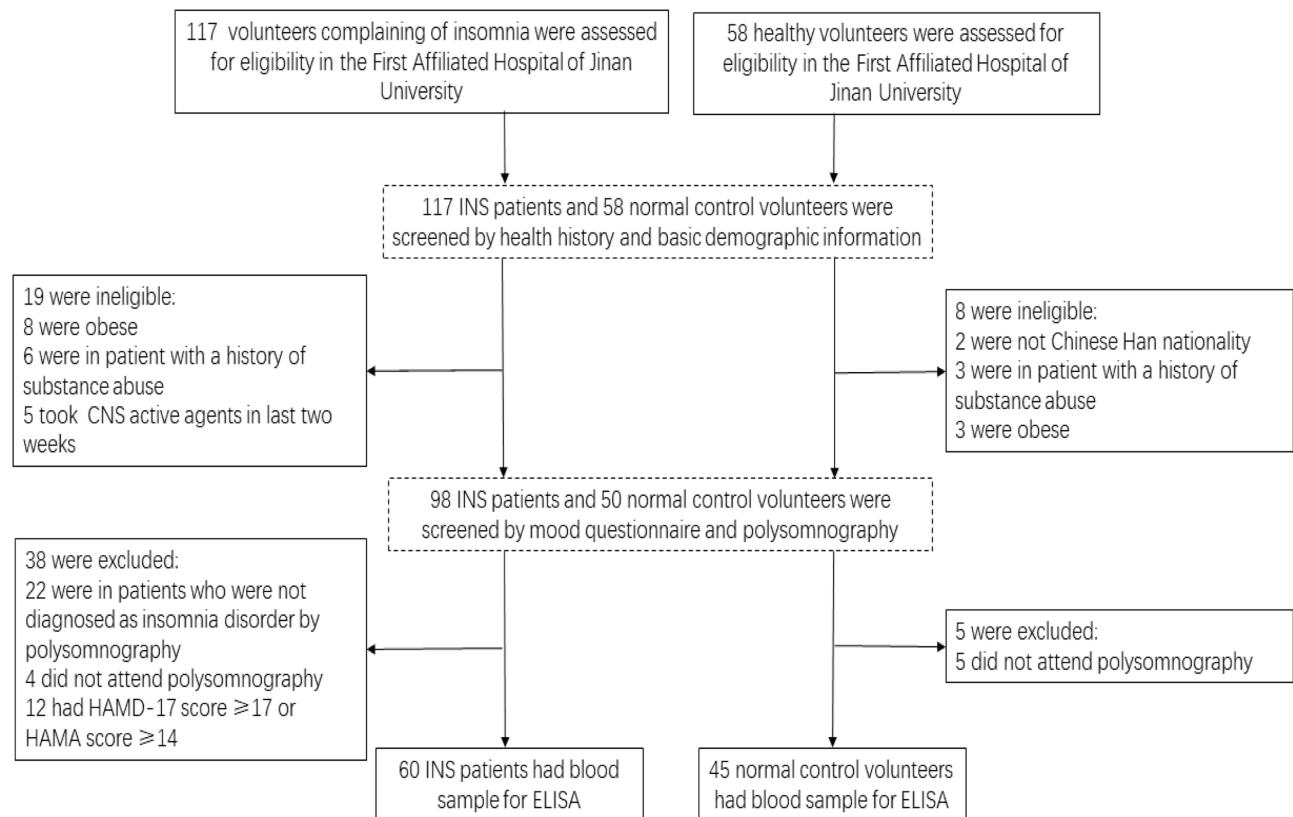 117 volunteers complaining of insomnia were assessed
for eligibility in the First Affiliated Hospital of Jinan
University
58 healthy volunteers were assessed for
eligibility in the First Affiliated Hospital of
Jinan University
117 INS patients and 58 normal control volunteers were
screened by health history and basic demographic information
19 were ineligible:
8 were obese
6 were in patient with a history of
substance abuse
5 took CNS active agents in last two
weeks
8 were ineligible:
2 were not Chinese Han nationality
3 were in patient with a history of
substance abuse
3 were obese
98 INS patients and 50 normal control volunteers were
screened by mood questionnaire and polysomnography
38 were excluded:
22 were in patients who were not
diagnosed as insomnia disorder by
polysomnography
4 did not attend polysomnography
12 had HAMD-17 score ⩾17 or
HAMA score ⩾14
5 were excluded:
5 did not attend polysomnography
60 INS patients had blood
sample for ELISA
45 normal control volunteers
had blood sample for ELISA